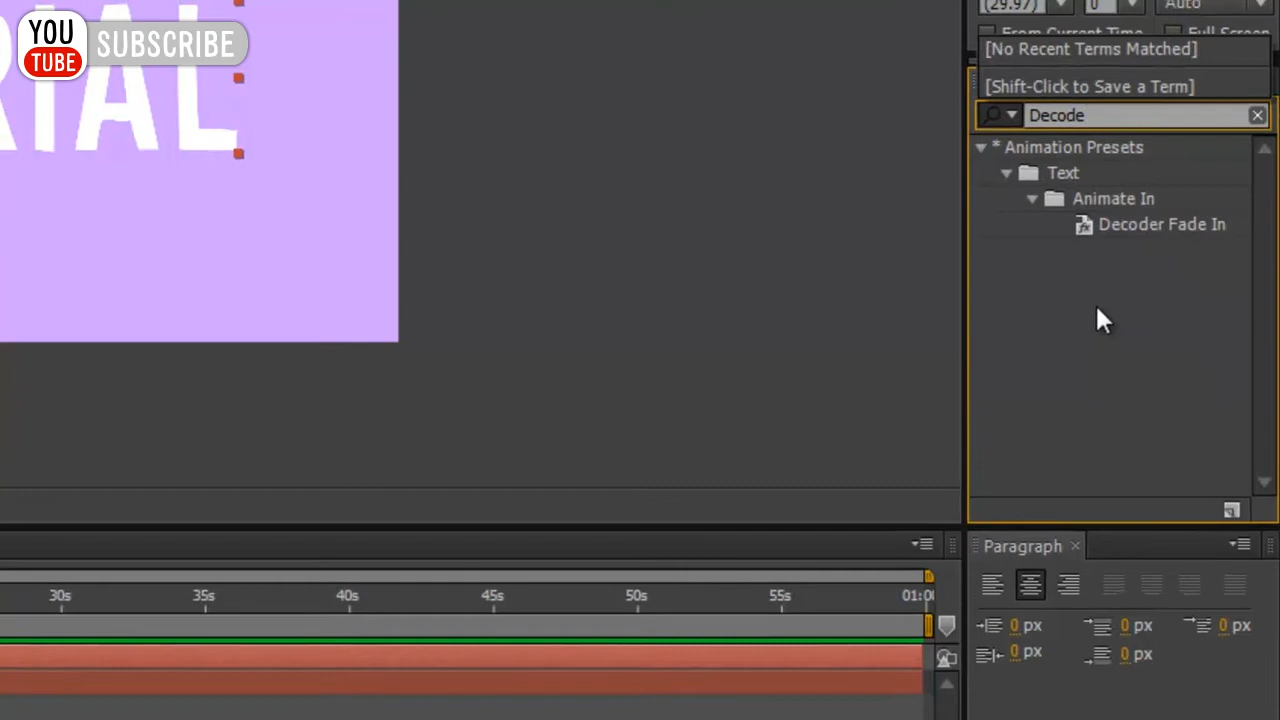 YOU
TUBE
SUBSCRIBE
RIAL
(29.97) 0 Auto
From Current Time Full Screen
[No Recent Terms Matched]
[Shift-Click to Save a Term]
Decode
* Animation Presets
Text
Animate In
Decoder Fade In
Paragraph
30s 35s 40s 45s 50s 55s 01:0
0 px 0 px 0 px
0 px 0 px